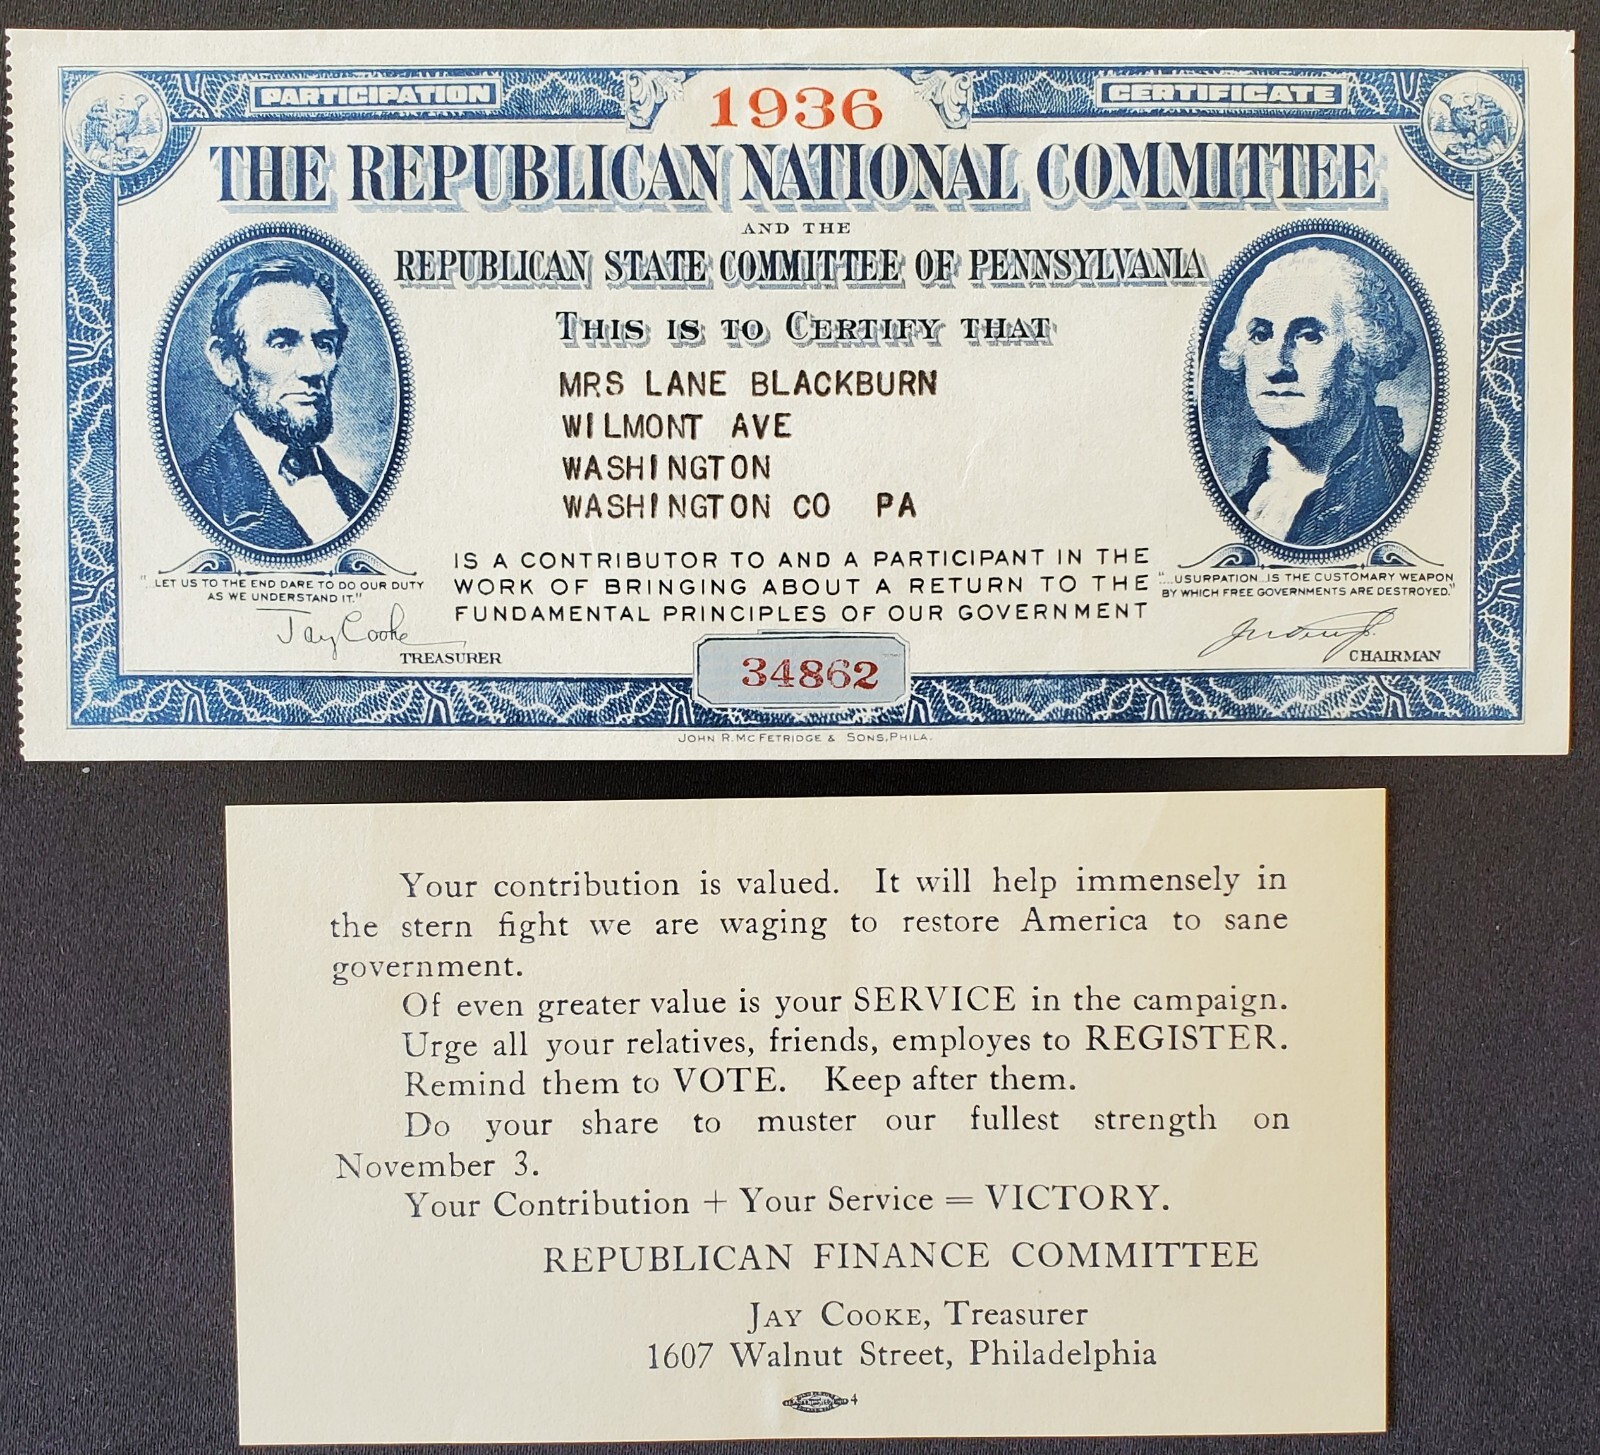 PARTICIPATION
1936
CERTIFICATE
THE REPUBLICAN NATIONAL COMMITTEE
AND THE
REPUBLICAN STATE COMMITTEE OF PENNSYLVANIA
THIS IS TO CERTIFY THAT
MRS LANE BLACKBURN
WILMONT AVE
WASHINGTON
WASHINGTON CO PA
IS A CONTRIBUTOR TO AND A PARTICIPANT IN THE
WORK OF BRINGING ABOUT A RETURN TO THE
FUNDAMENTAL PRINCIPLES OF OUR GOVERNMENT
"...LET US TO THE END DARE TO DO OUR DUTY
AS WE UNDERSTAND IT."
Jay Cooke
TREASURER
"....USURPATION...IS THE CUSTOMARY WEAPON
BY WHICH FREE GOVERNMENTS ARE DESTROYED."
CHAIRMAN
34862
JOHN R. MCFETRIDGE & SONS, PHILA.
Your contribution is valued. It will help immensely in
the stern fight we are waging to restore America to sane
government.
Of even greater value is your SERVICE in the campaign.
Urge all your relatives, friends, employes to REGISTER.
Remind them to VOTE. Keep after them.
Do your share to muster our fullest strength on
November 3.
Your Contribution + Your Service = VICTORY.
REPUBLICAN FINANCE COMMITTEE
JAY COOKE, Treasurer
1607 Walnut Street, Philadelphia
4